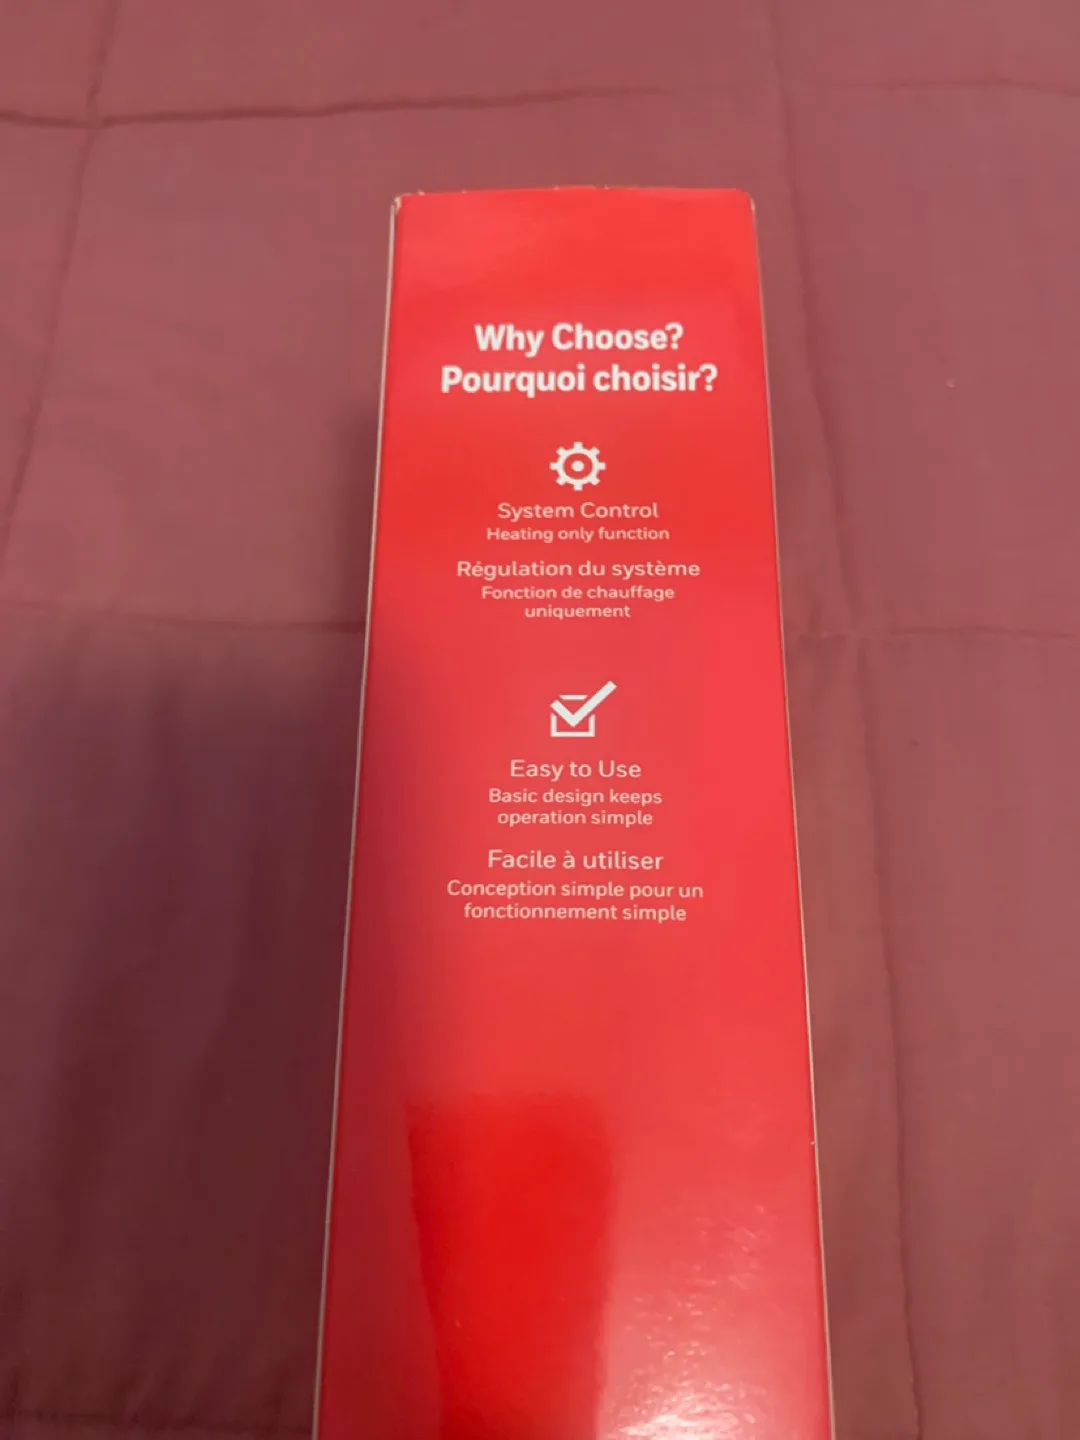 Why Choose?
Pourquoi choisir?
System Control
Heating only function
Régulation du système
Fonction de chauffage
uniquement
Easy to Use
Basic design keeps
operation simple
Facile à utiliser
Conception simple pour un
fonctionnement simple